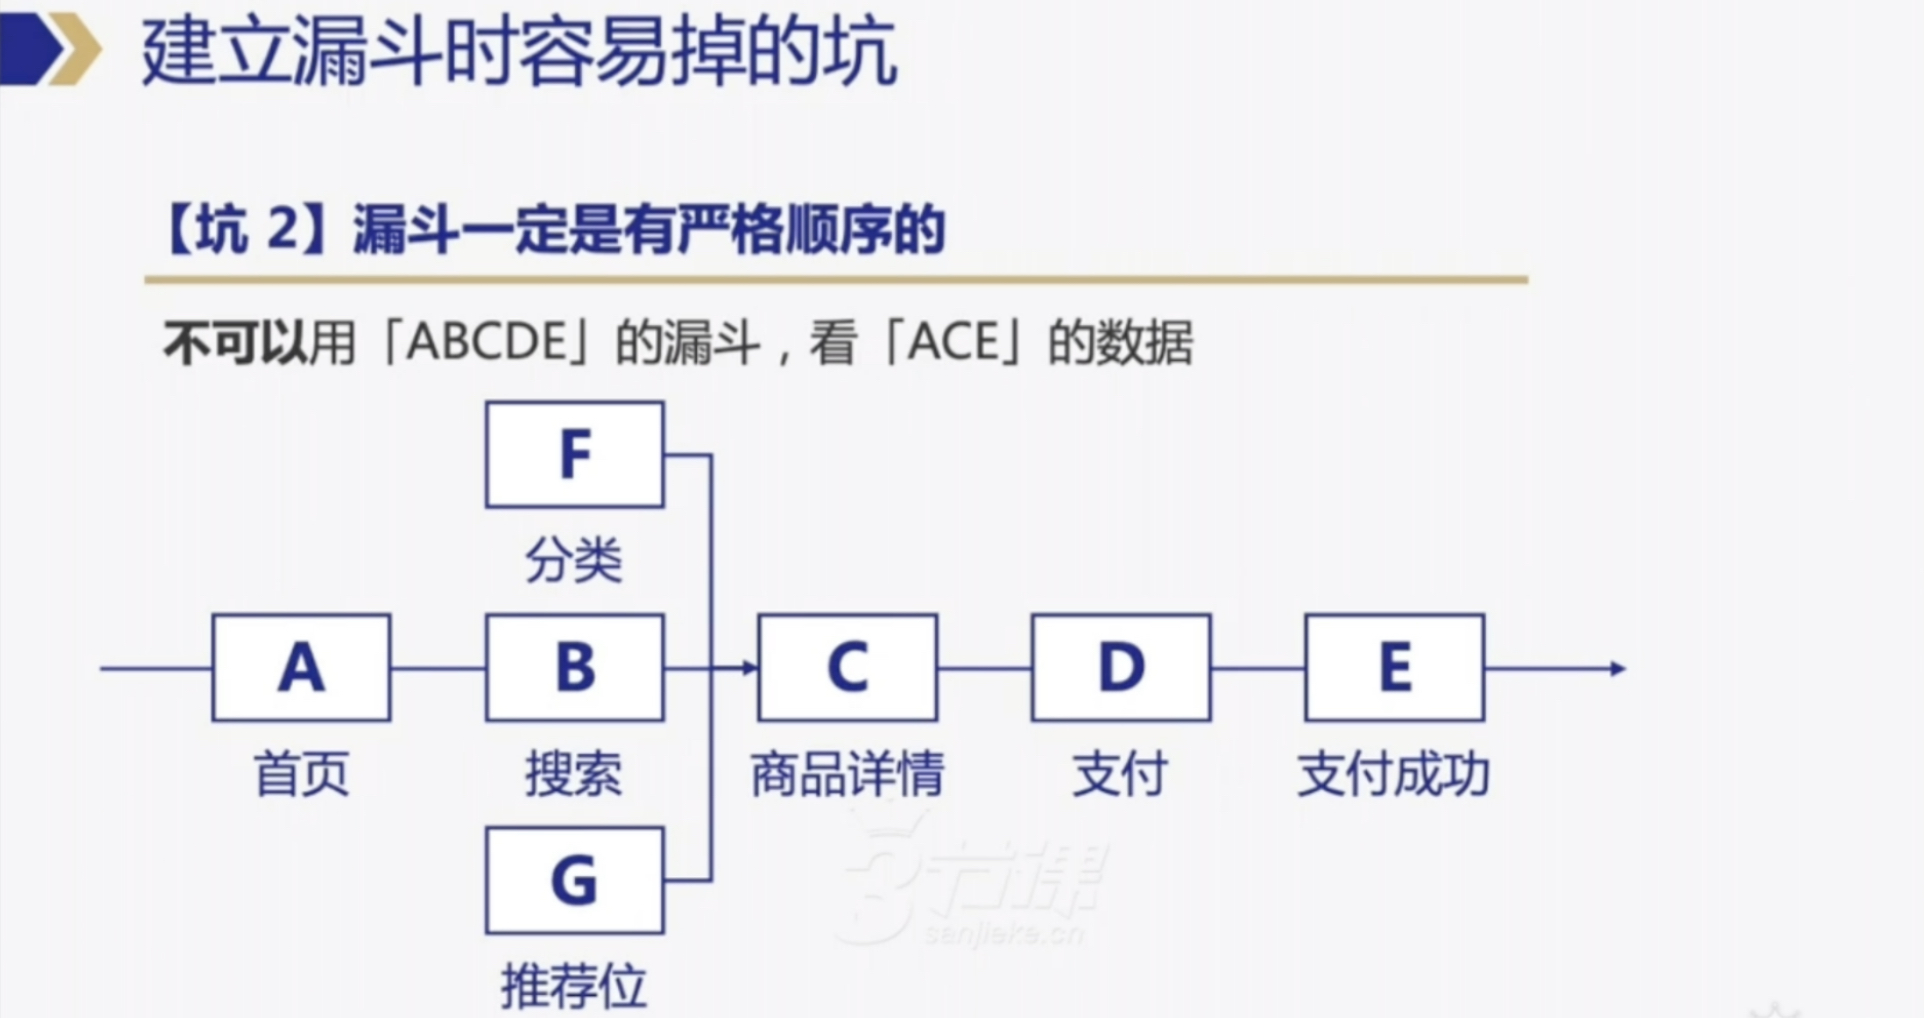 建立漏斗时容易掉的坑
【坑 2】漏斗一定是有严格顺序的
不可以用「ABCDE」的漏斗，看「ACE」的数据
F
分类
A
B
C
D
E
首页
搜索
商品详情
支付
支付成功
G
推荐位
3节课
sanjieke.cn